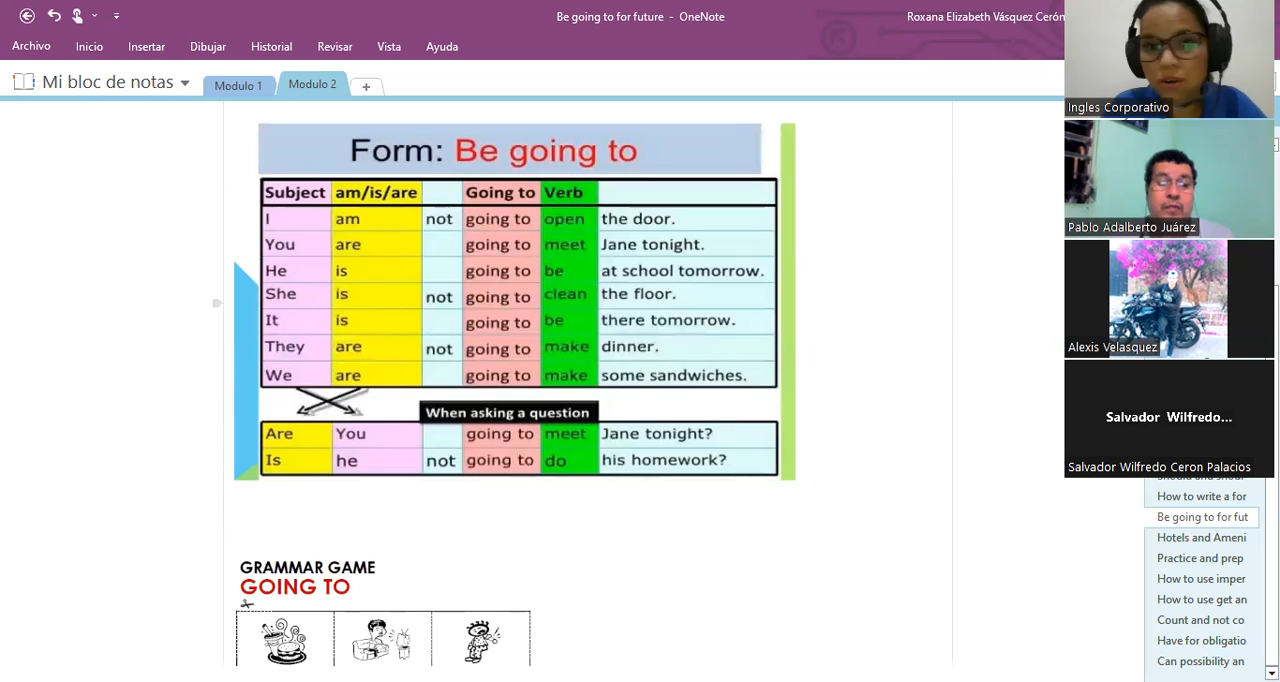 Be going to for future - OneNote
Roxana Elizabeth Vásquez Cerón
Archivo Inicio Insertar Dibujar Historial Revisar Vista Ayuda
Mi bloc de notas Modulo 1 Modulo 2 +
Form: Be going to
Subject am/is/are Going to Verb
I am not going to open the door.
You are going to meet Jane tonight.
He is going to be at school tomorrow.
She is not going to clean the floor.
It is going to be there tomorrow.
They are not going to make dinner.
We are going to make some sandwiches.
When asking a question
Are You going to meet Jane tonight?
Is he not going to do his homework?
GRAMMAR GAME
GOING TO
Ingles Corporativo
Pablo Adalberto Juárez
Alexis Velasquez
Salvador Wilfredo...
Salvador Wilfredo Ceron Palacios
How to write a for
Be going to for fut
Hotels and Ameni
Practice and prep
How to use imper
How to use get an
Count and not co
Have for obligatio
Can possibility an